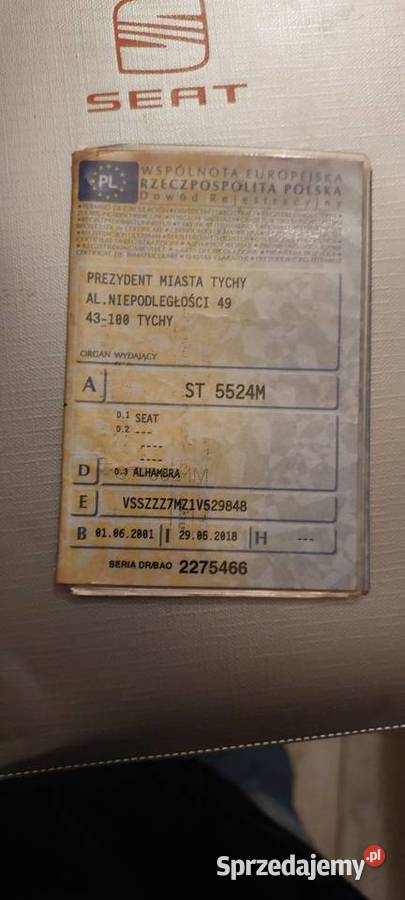 SEAT
PL
WSPÓLNOTA EUROPEJSKA
RZECZPOSPOLITA POLSKA
Dowód Rejestracyjny
PREZYDENT MIASTA TYCHY
AL.NIEPODLEGŁOŚCI 49
43-100 TYCHY
ORGAN WYDAJĄCY
A ST 5524M
D.1 SEAT
D.2 ---
----
----
D D.3 ALHAMBRA
E VSSZZZ7MZ1V529848
B 01.06.2001 I 29.05.2018 H ---
SERIA DR/BAO 2275466
Sprzedajemy.pl